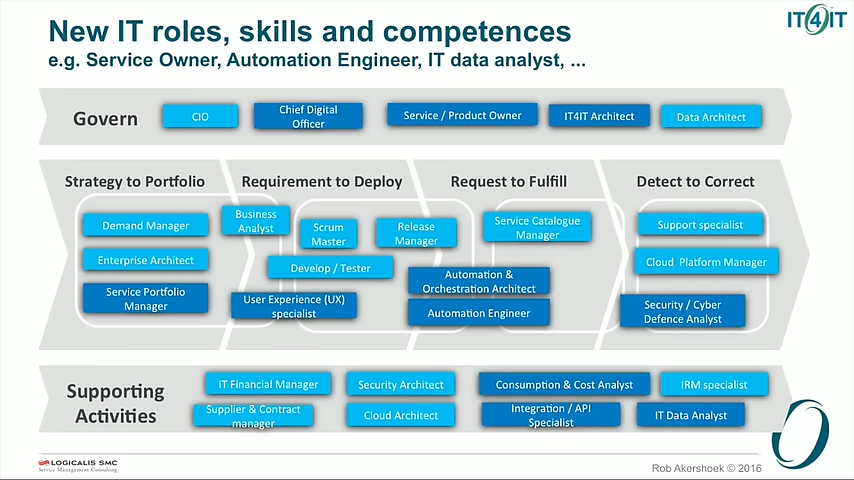 New IT roles, skills and competences
IT4IT
e.g. Service Owner, Automation Engineer, IT data analyst, ...
Govern
CIO
Chief Digital
Officer
Service / Product Owner
IT4IT Architect
Data Architect
Strategy to Portfolio
Requirement to Deploy
Request to Fulfill
Detect to Correct
Demand Manager
Enterprise Architect
Service Portfolio
Manager
Business
Analyst
Scrum
Master
Release
Manager
Develop / Tester
User Experience (UX)
specialist
Service Catalogue
Manager
Automation &
Orchestration Architect
Automation Engineer
Support specialist
Cloud Platform Manager
Security / Cyber
Defence Analyst
Supporting
Activities
IT Financial Manager
Security Architect
Consumption & Cost Analyst
IRM specialist
Supplier & Contract
manager
Cloud Architect
Integration / API
Specialist
IT Data Analyst
LOGICALIS SMC
Service Management Consulting
Rob Akershoek © 2016